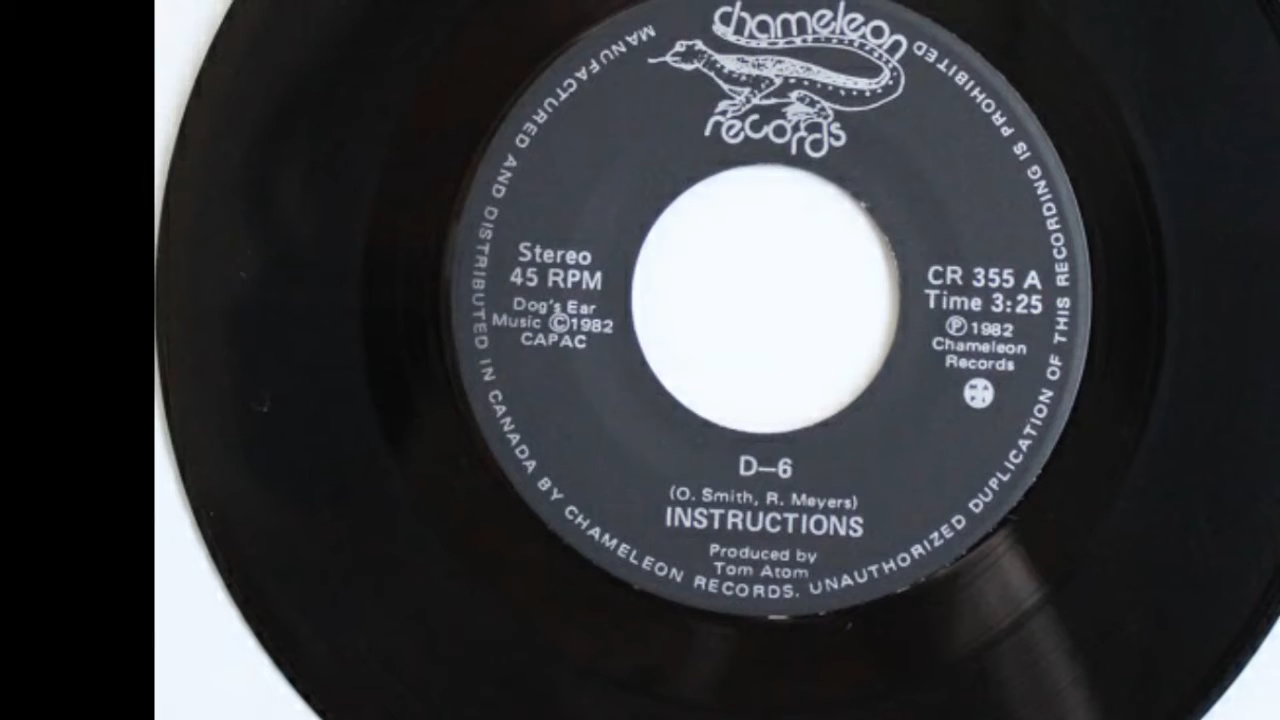 chameleon
records
MANUFACTURED AND DISTRIBUTED IN CANADA BY CHAMELEON RECORDS. UNAUTHORIZED DUPLICATION OF THIS RECORDING IS PROHIBITED
Stereo
45 RPM
Dog's Ear
Music ©1982
CAPAC
CR 355 A
Time 3:25
℗1982
Chameleon
Records
D–6
(O. Smith, R. Meyers)
INSTRUCTIONS
Produced by
Tom Atom